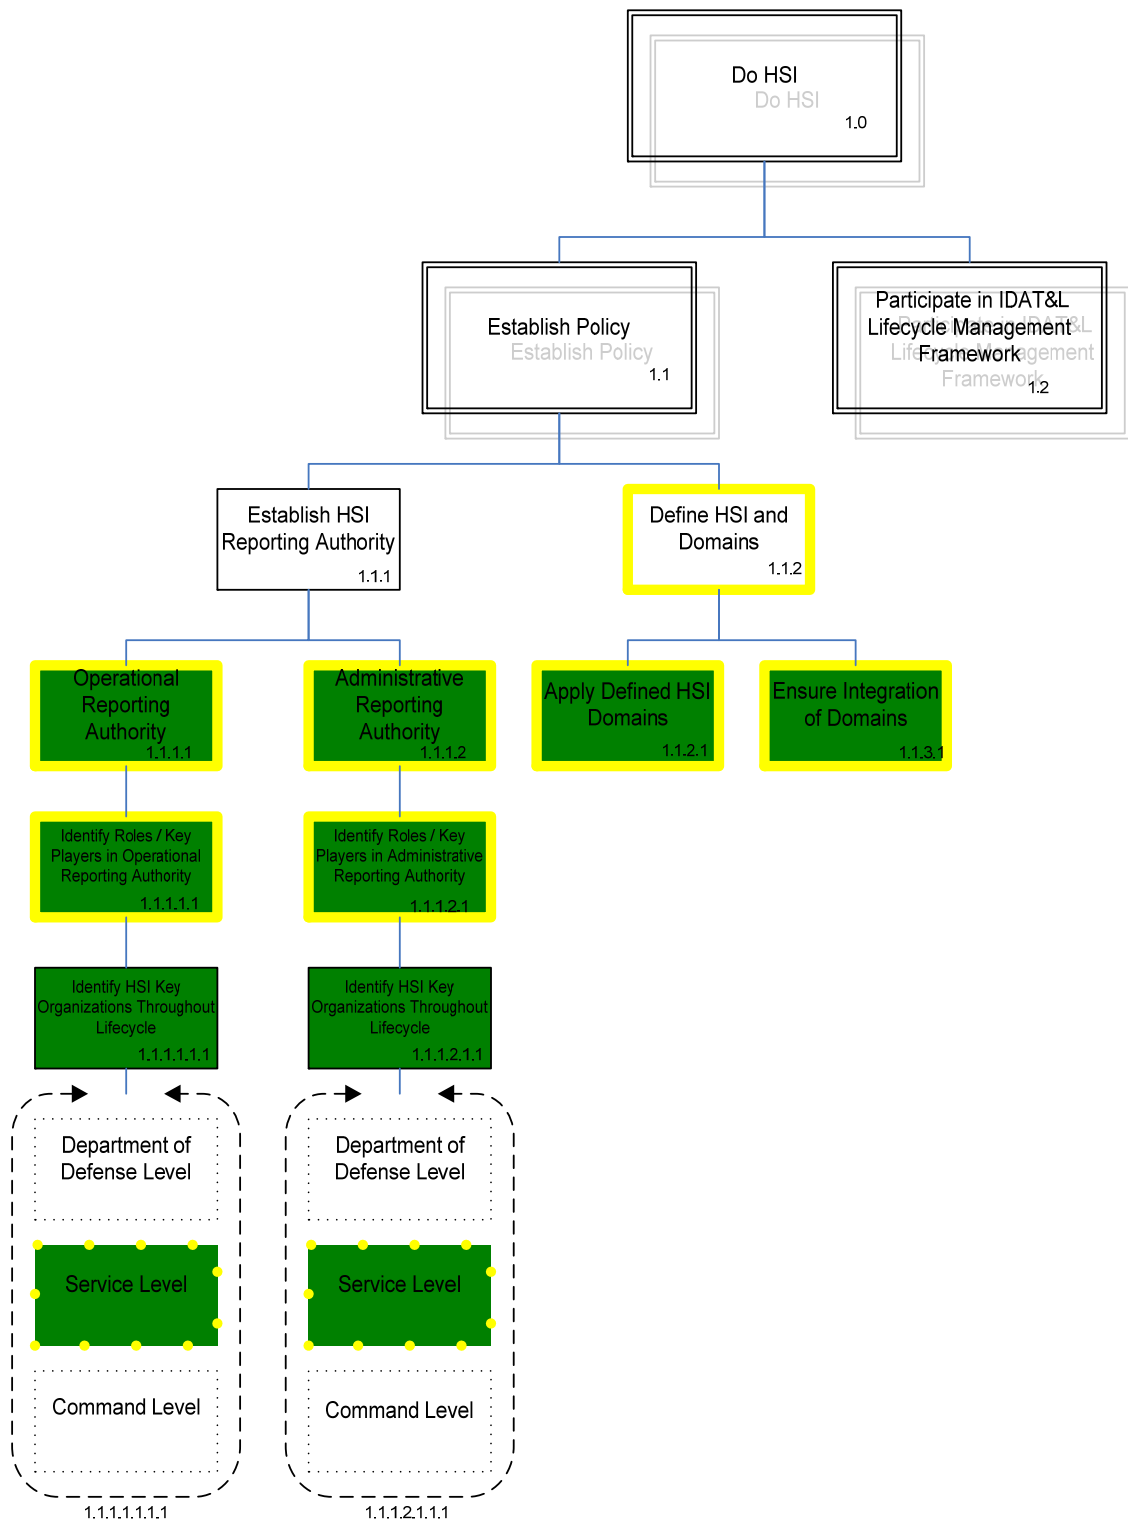 Do HSI
Do HSI
1.0
Establish Policy
Establish Policy
1.1
Participate in IDAT&L
Lifecycle Management
Framework
Participate in IDAT&L
Lifecycle Management
Framework
1.2
Establish HSI
Reporting Authority
1.1.1
Define HSI and
Domains
1.1.2
Operational
Reporting
Authority
1.1.1.1
Administrative
Reporting
Authority
1.1.1.2
Apply Defined HSI
Domains
1.1.2.1
Ensure Integration
of Domains
1.1.3.1
Identify Roles / Key
Players in Operational
Reporting Authority
1.1.1.1.1
Identify Roles / Key
Players in Administrative
Reporting Authority
1.1.1.2.1
Identify HSI Key
Organizations Throughout
Lifecycle
1.1.1.1.1.1
Identify HSI Key
Organizations Throughout
Lifecycle
1.1.1.2.1.1
Department of
Defense Level
Department of
Defense Level
Service Level
Service Level
Command Level
Command Level
1.1.1.1.1.1.1
1.1.1.2.1.1.1